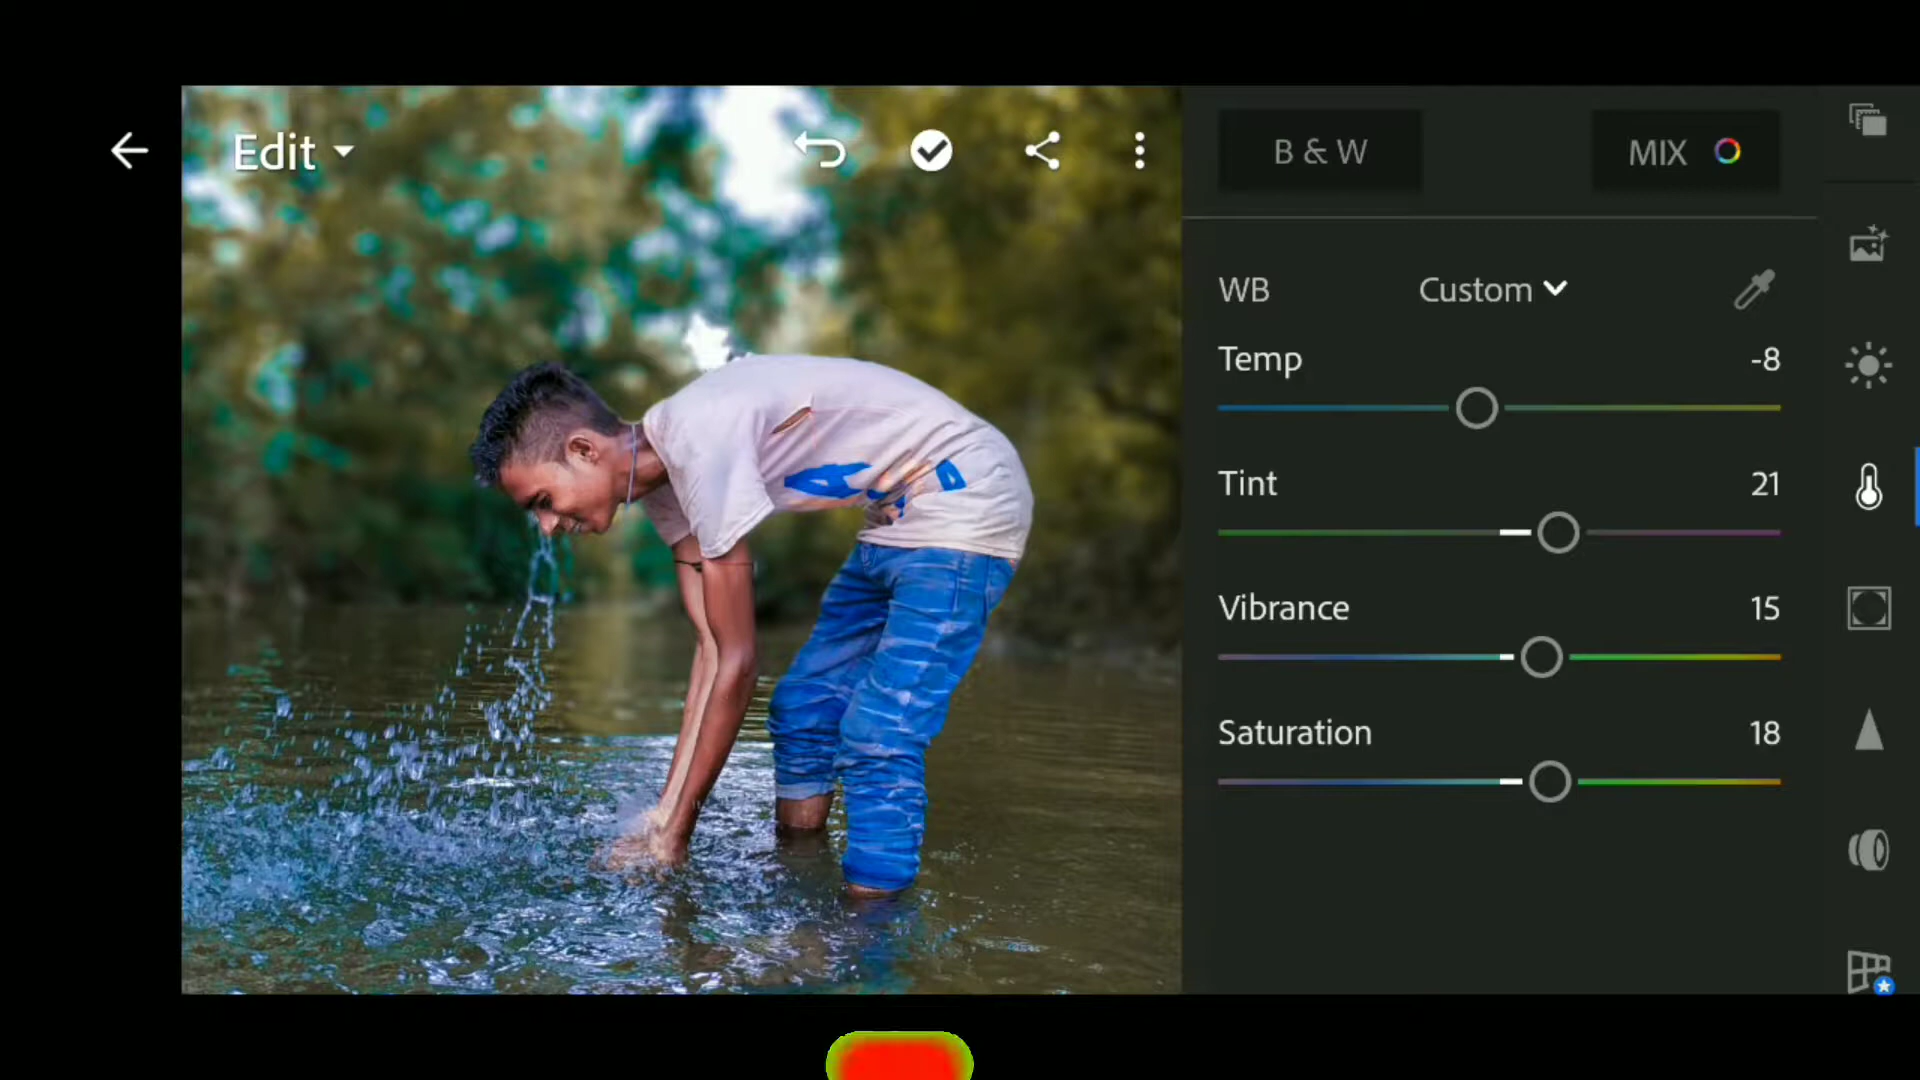 Edit
B & W
MIX
WB Custom
Temp -8
Tint 21
Vibrance 15
Saturation 18